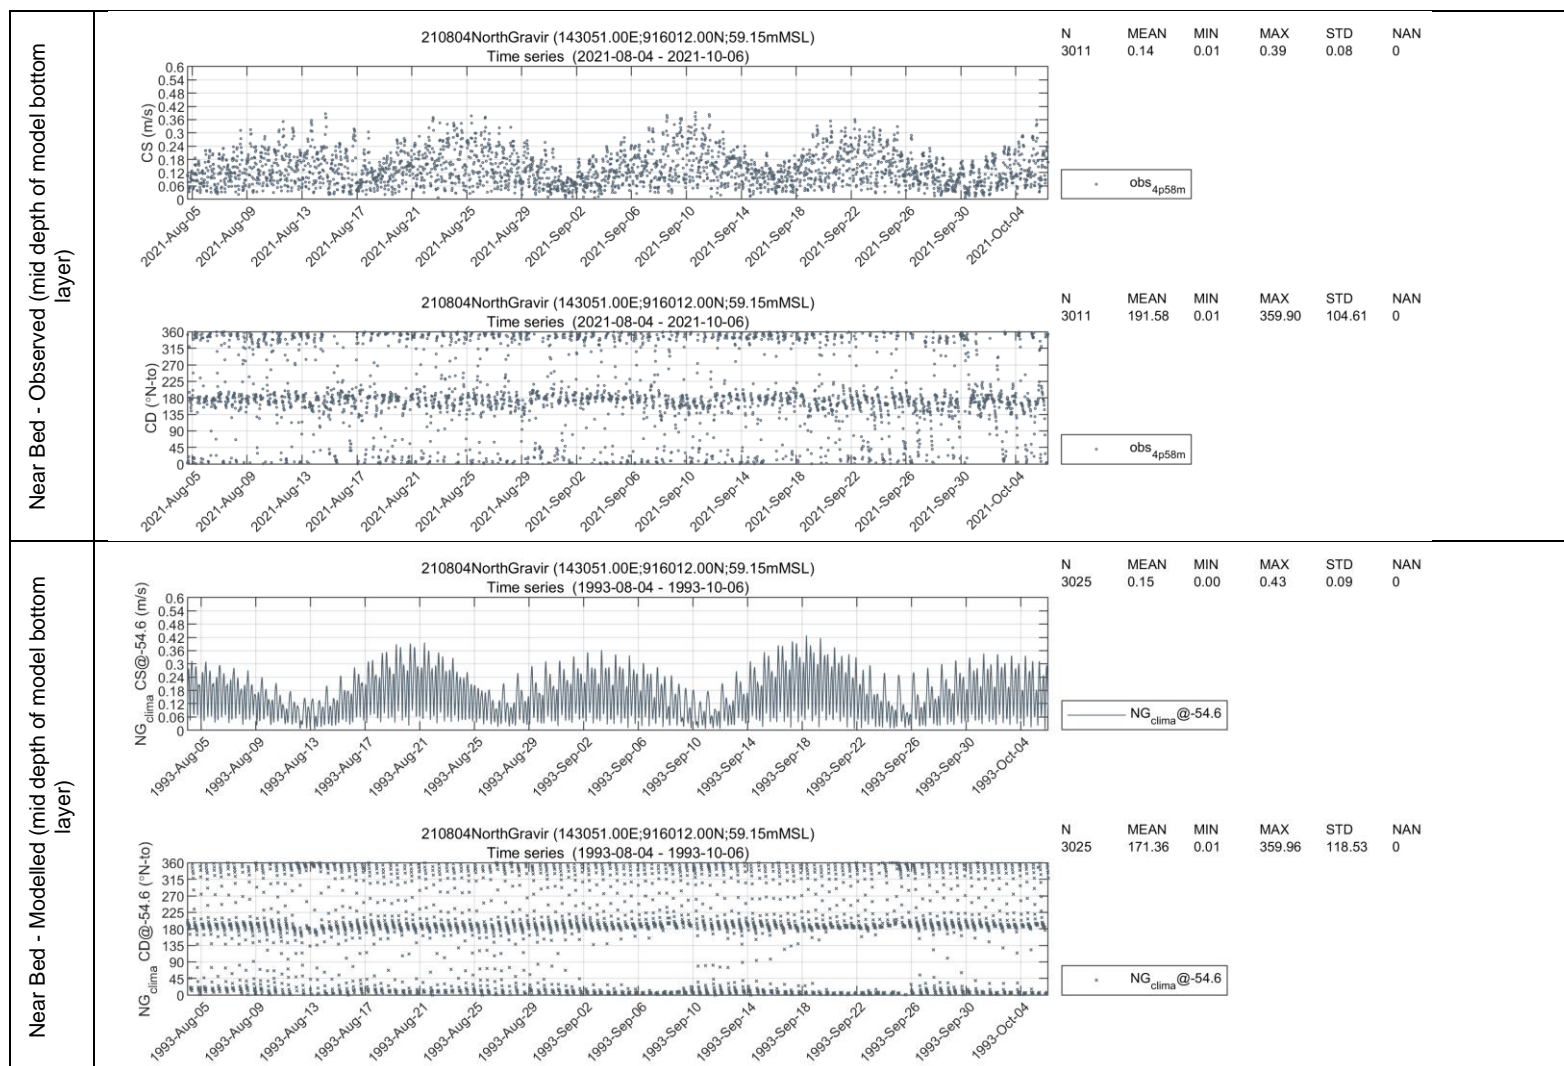 Near Bed - Observed (mid depth of model bottom
layer)
210804NorthGravir (143051.00E;916012.00N;59.15mMSL)
Time series (2021-08-04 - 2021-10-06)
N MEAN MIN MAX STD NAN
3011 0.14 0.01 0.39 0.08 0
CS (m/s)
0.6
0.54
0.48
0.42
0.36
0.3
0.24
0.18
0.12
0.06
0
2021-Aug-05 2021-Aug-09 2021-Aug-13 2021-Aug-17 2021-Aug-21 2021-Aug-25 2021-Aug-29 2021-Sep-02 2021-Sep-06 2021-Sep-10 2021-Sep-14 2021-Sep-18 2021-Sep-22 2021-Sep-26 2021-Sep-30 2021-Oct-04
obs4p58m
210804NorthGravir (143051.00E;916012.00N;59.15mMSL)
Time series (2021-08-04 - 2021-10-06)
N MEAN MIN MAX STD NAN
3011 191.58 0.01 359.90 104.61 0
CD (°N-to)
360
315
270
225
180
135
90
45
0
2021-Aug-05 2021-Aug-09 2021-Aug-13 2021-Aug-17 2021-Aug-21 2021-Aug-25 2021-Aug-29 2021-Sep-02 2021-Sep-06 2021-Sep-10 2021-Sep-14 2021-Sep-18 2021-Sep-22 2021-Sep-26 2021-Sep-30 2021-Oct-04
obs4p58m
Near Bed - Modelled (mid depth of model bottom
layer)
210804NorthGravir (143051.00E;916012.00N;59.15mMSL)
Time series (1993-08-04 - 1993-10-06)
N MEAN MIN MAX STD NAN
3025 0.15 0.00 0.43 0.09 0
NGclima CS@-54.6 (m/s)
0.6
0.54
0.48
0.42
0.36
0.3
0.24
0.18
0.12
0.06
0
1993-Aug-05 1993-Aug-09 1993-Aug-13 1993-Aug-17 1993-Aug-21 1993-Aug-25 1993-Aug-29 1993-Sep-02 1993-Sep-06 1993-Sep-10 1993-Sep-14 1993-Sep-18 1993-Sep-22 1993-Sep-26 1993-Sep-30 1993-Oct-04
NGclima@-54.6
210804NorthGravir (143051.00E;916012.00N;59.15mMSL)
Time series (1993-08-04 - 1993-10-06)
N MEAN MIN MAX STD NAN
3025 171.36 0.01 359.96 118.53 0
NGclima CD@-54.6 (°N-to)
360
315
270
225
180
135
90
45
0
1993-Aug-05 1993-Aug-09 1993-Aug-13 1993-Aug-17 1993-Aug-21 1993-Aug-25 1993-Aug-29 1993-Sep-02 1993-Sep-06 1993-Sep-10 1993-Sep-14 1993-Sep-18 1993-Sep-22 1993-Sep-26 1993-Sep-30 1993-Oct-04
NGclima@-54.6